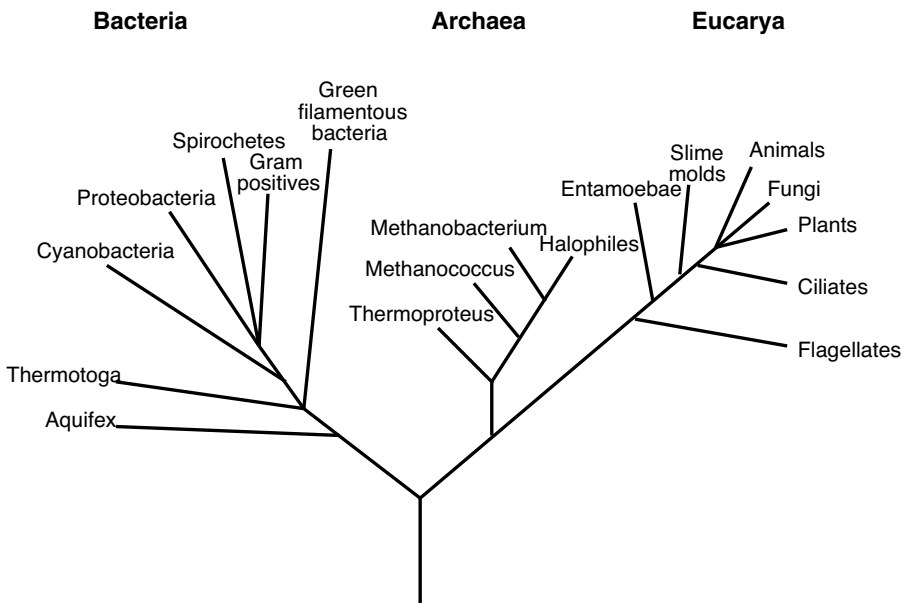 Bacteria
Archaea
Eucarya
Green
filamentous
bacteria
Spirochetes
Gram
positives
Proteobacteria
Cyanobacteria
Thermotoga
Aquifex
Methanobacterium
Halophiles
Methanococcus
Thermoproteus
Entamoebae
Slime
molds
Animals
Fungi
Plants
Ciliates
Flagellates